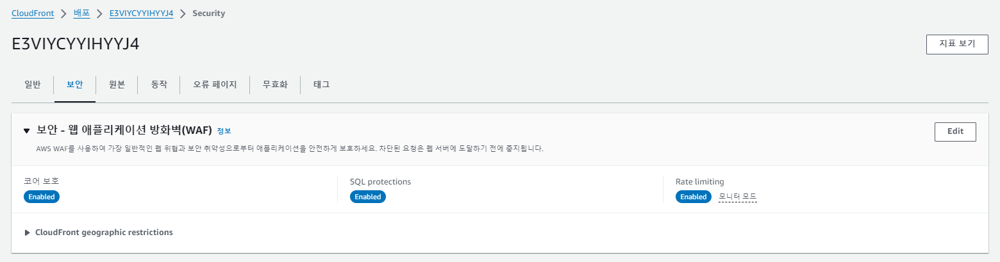 CloudFront > 배포 > E3VIYCYYIHYYJ4 > Security
E3VIYCYYIHYYJ4
지표 보기
일반 보안 원본 동작 오류 페이지 무효화 태그
보안 - 웹 애플리케이션 방화벽(WAF) 정보
Edit
AWS WAF를 사용하여 가장 일반적인 웹 위협과 보안 취약성으로부터 애플리케이션을 안전하게 보호하세요. 차단된 요청은 웹 서버에 도달하기 전에 중지됩니다.
코어 보호
Enabled
SQL protections
Enabled
Rate limiting
Enabled 모니터 모드
CloudFront geographic restrictions